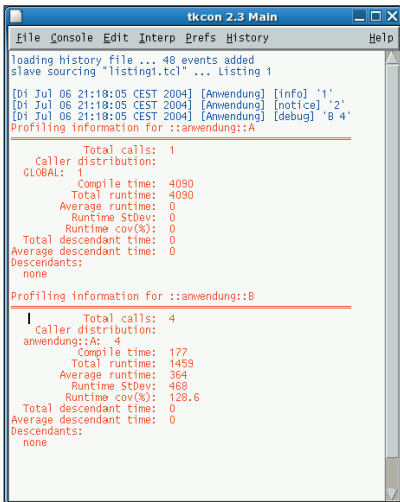 tkcon 2.3 Main
File Console Edit Interp Prefs History Help
loading history file ... 48 events added
slave sourcing "listing1.tcl" ... Listing 1
[Di Jul 06 21:18:05 CEST 2004] [Anwendung] [info] '1'
[Di Jul 06 21:18:05 CEST 2004] [Anwendung] [notice] '2'
[Di Jul 06 21:18:05 CEST 2004] [Anwendung] [debug] 'B 4'
Profiling information for ::anwendung::A
Total calls: 1
Caller distribution:
GLOBAL: 1
Compile time: 4090
Total runtime: 4090
Average runtime: 0
Runtime StDev: 0
Runtime cov(%): 0
Total descendant time: 0
Average descendant time: 0
Descendants:
none
Profiling information for ::anwendung::B
Total calls: 4
Caller distribution:
anwendung::A: 4
Compile time: 177
Total runtime: 1459
Average runtime: 364
Runtime StDev: 468
Runtime cov(%): 128.6
Total descendant time: 0
Average descendant time: 0
Descendants:
none